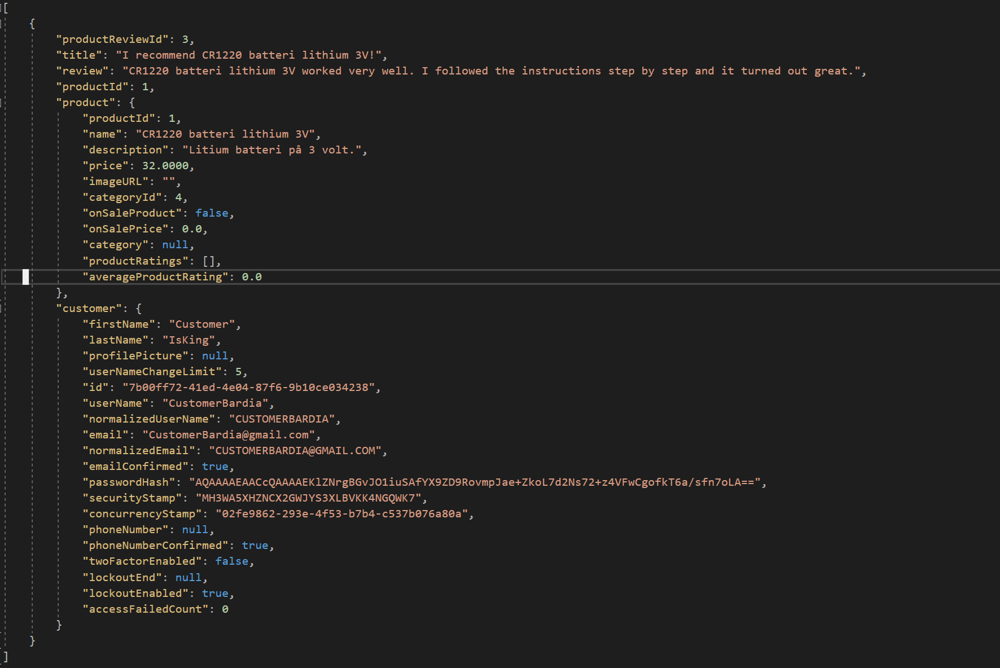 [
{
"productReviewId": 3,
"title": "I recommend CR1220 batteri lithium 3V!",
"review": "CR1220 batteri lithium 3V worked very well. I followed the instructions step by step and it turned out great.",
"productId": 1,
"product": {
"productId": 1,
"name": "CR1220 batteri lithium 3V",
"description": "Litium batteri på 3 volt.",
"price": 32.0000,
"imageURL": "",
"categoryId": 4,
"onSaleProduct": false,
"onSalePrice": 0.0,
"category": null,
"productRatings": [],
"averageProductRating": 0.0
},
"customer": {
"firstName": "Customer",
"lastName": "IsKing",
"profilePicture": null,
"userNameChangeLimit": 5,
"id": "7b00ff72-41ed-4e04-87f6-9b10ce034238",
"userName": "CustomerBardia",
"normalizedUserName": "CUSTOMERBARDIA",
"email": "CustomerBardia@gmail.com",
"normalizedEmail": "CUSTOMERBARDIA@GMAIL.COM",
"emailConfirmed": true,
"passwordHash": "AQAAAAEAACcQAAAAEKlZNrgBGvJO1iuSAfYX9ZD9RovmpJae+ZkoL7d2Ns72+z4VFwCgofkT6a/sfn7oLA==",
"securityStamp": "MH3WA5XHZNCX2GWJYS3XLBVKK4NGQWK7",
"concurrencyStamp": "02fe9862-293e-4f53-b7b4-c537b076a80a",
"phoneNumber": null,
"phoneNumberConfirmed": true,
"twoFactorEnabled": false,
"lockoutEnd": null,
"lockoutEnabled": true,
"accessFailedCount": 0
}
}
]